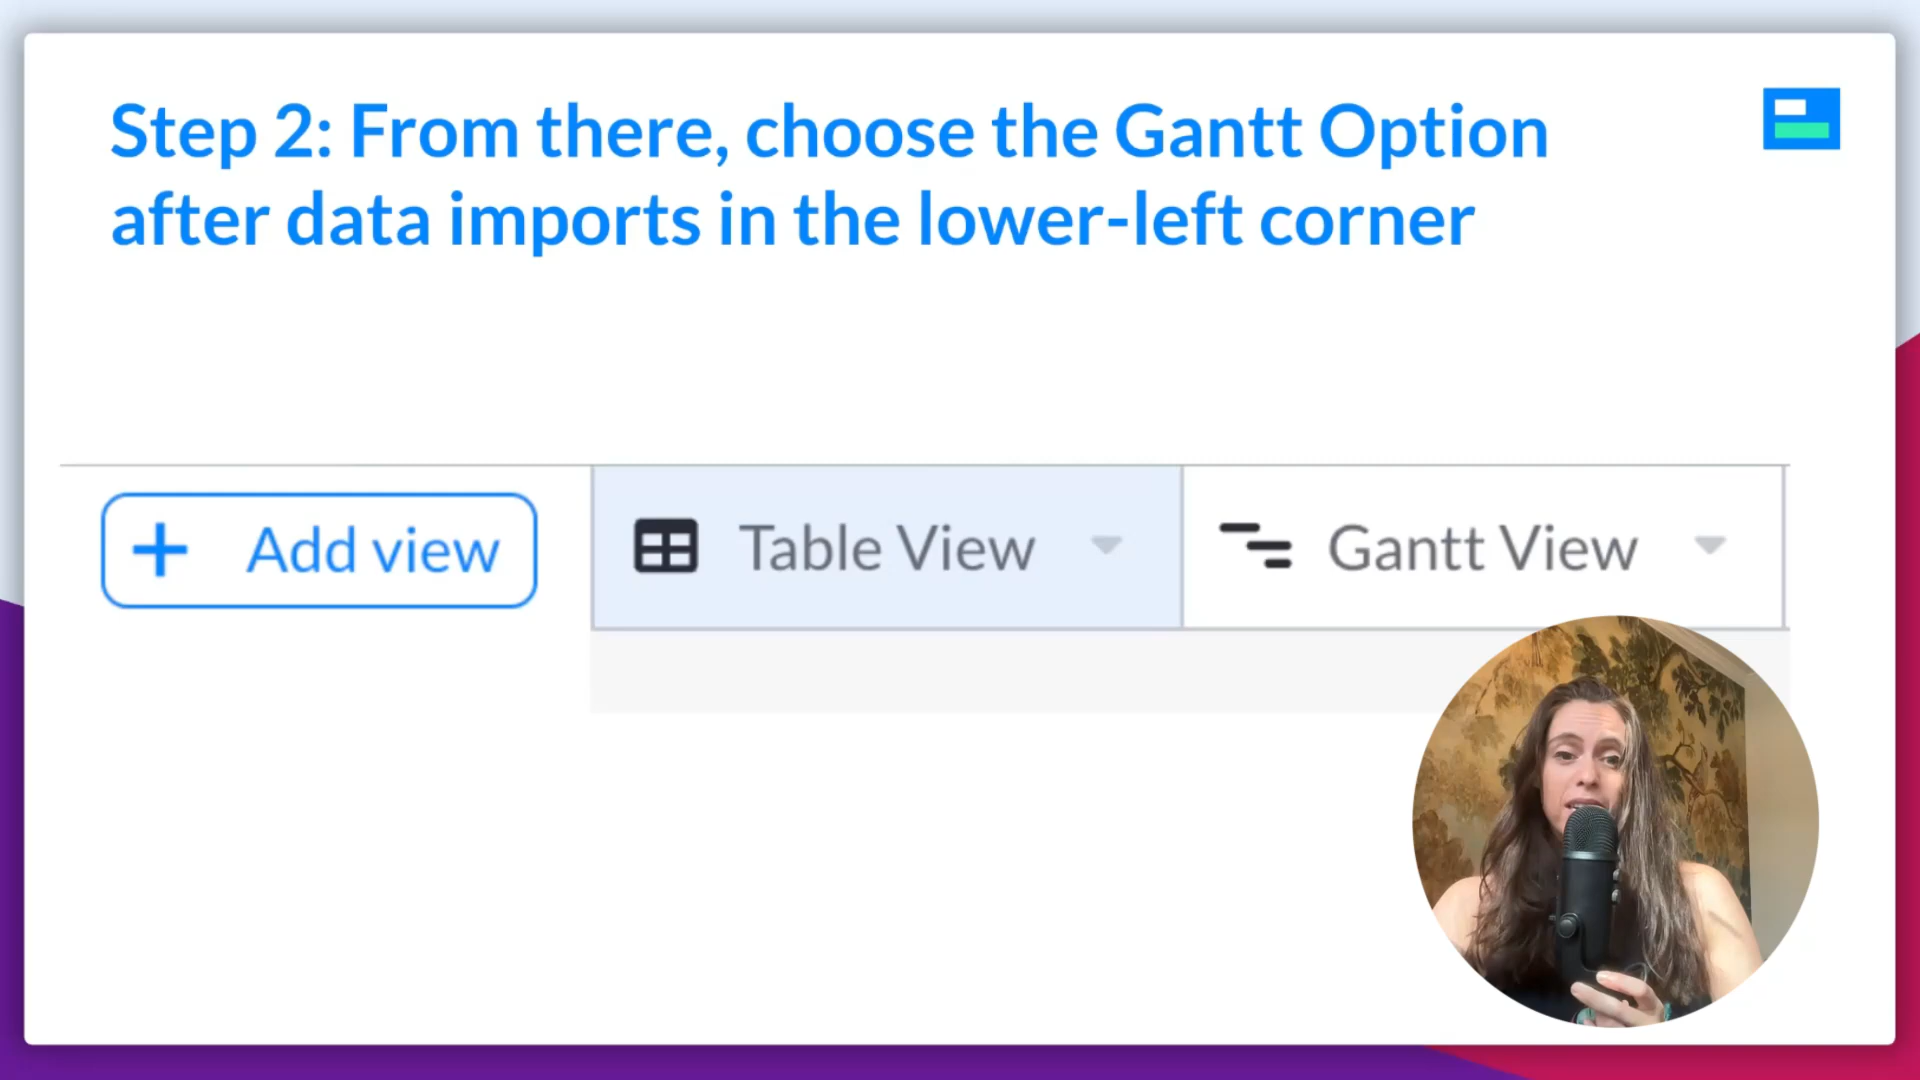 Step 2: From there, choose the Gantt Option
after data imports in the lower-left corner
+ Add view
Table View
Gantt View